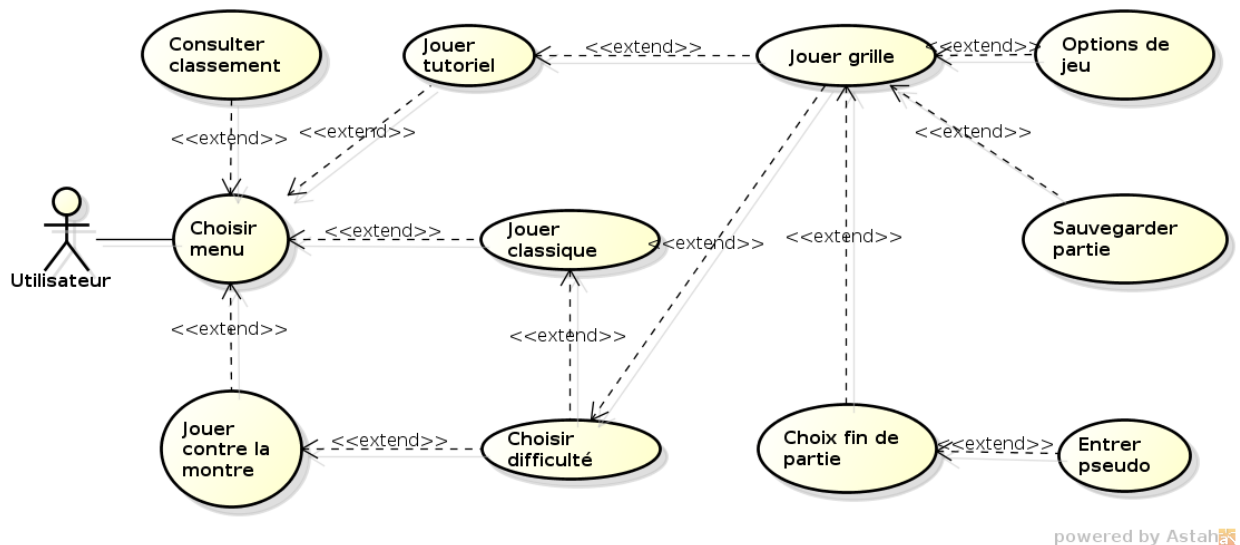 Consulter
classement
Jouer
tutoriel
<<extend>>
Jouer grille
<<extend>>
Options de
jeu
<<extend>>
<<extend>>
<<extend>>
Utilisateur
Choisir
menu
<<extend>>
Jouer
classique
<<extend>>
<<extend>>
Sauvegarder
partie
<<extend>>
<<extend>>
Jouer
contre la
montre
<<extend>>
Choisir
difficulté
Choix fin de
partie
<<extend>>
Entrer
pseudo
powered by Astah